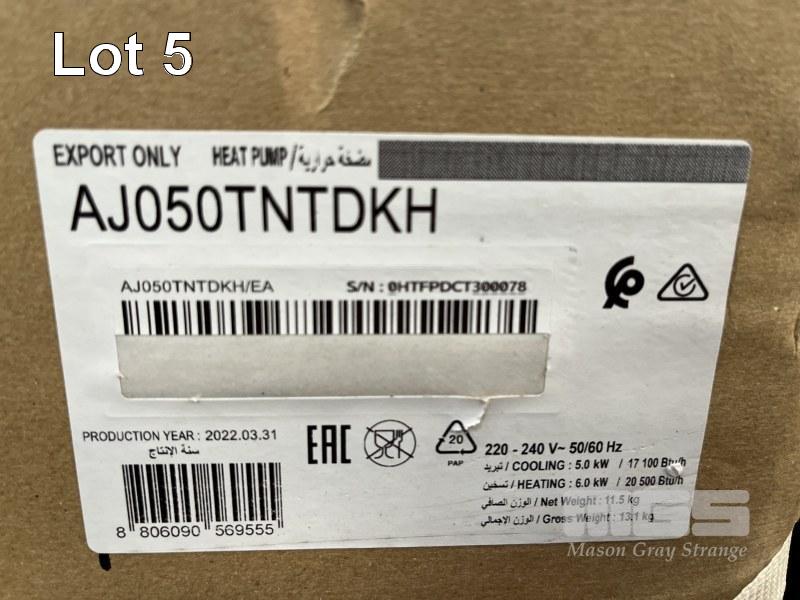 Lot 5
EXPORT ONLY HEAT PUMP/مضخة حرارية
AJ050TNTDKH
AJ050TNTDKH/EA S/N : 0HTFPDCT300078
PRODUCTION YEAR : 2022.03.31
سنة الإنتاج
EAC
20
PAP
220 - 240 V~ 50/60 Hz
تبريد / COOLING : 5.0 kW / 17 100 Btu/h
تسخين / HEATING : 6.0 kW / 20 500 Btu/h
الوزن الصافي / Net Weight : 11.5 kg
الوزن الإجمالي / Gross Weight : 13.1 kg
8 806090 569555
MGS
Mason Gray Strange